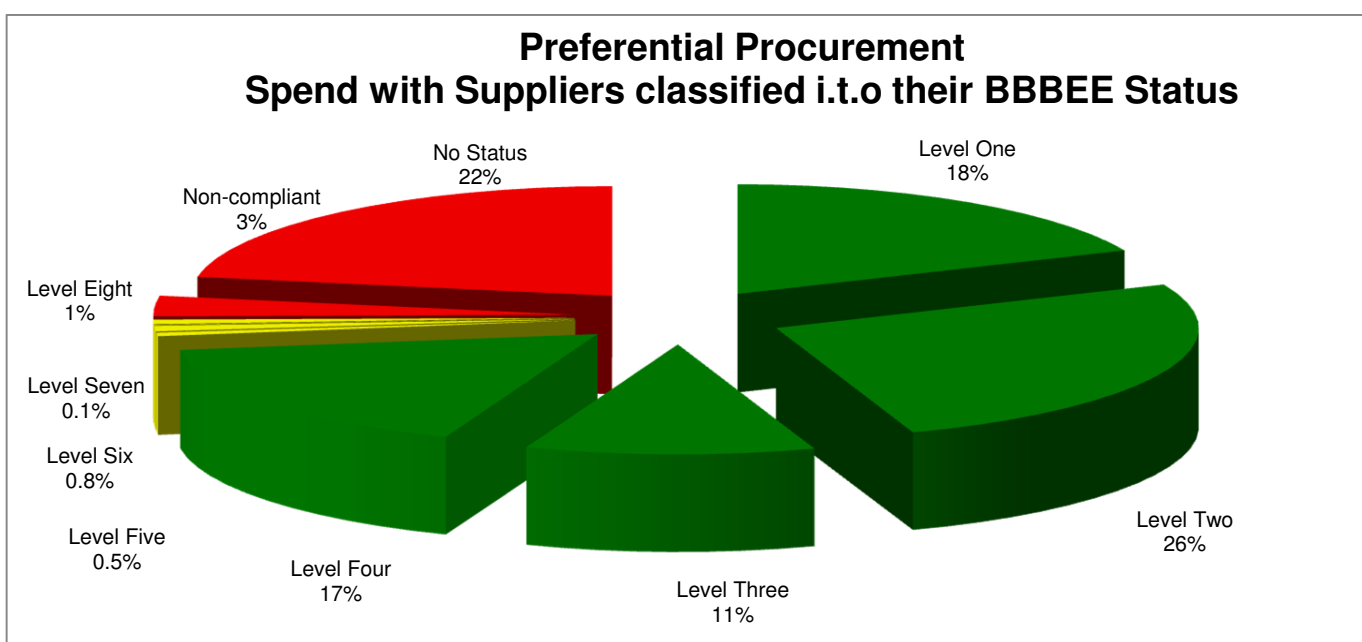 Preferential Procurement
Spend with Suppliers classified i.t.o their BBBEE Status
No Status
22%
Level One
18%
Non-compliant
3%
Level Eight
1%
Level Seven
0.1%
Level Six
0.8%
Level Five
0.5%
Level Four
17%
Level Three
11%
Level Two
26%